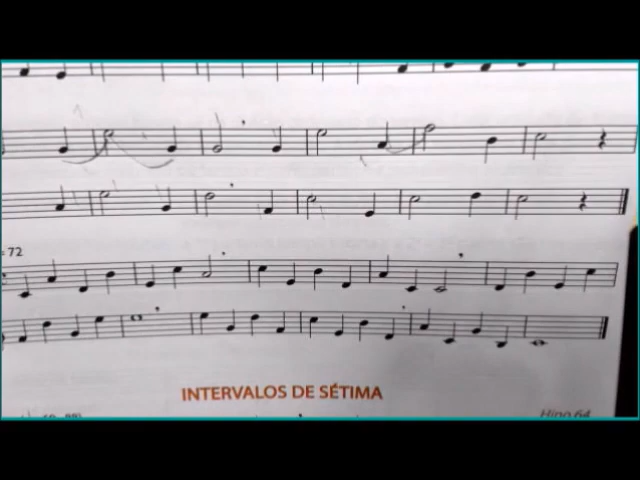 = 72
INTERVALOS DE SÉTIMA
Hino 64